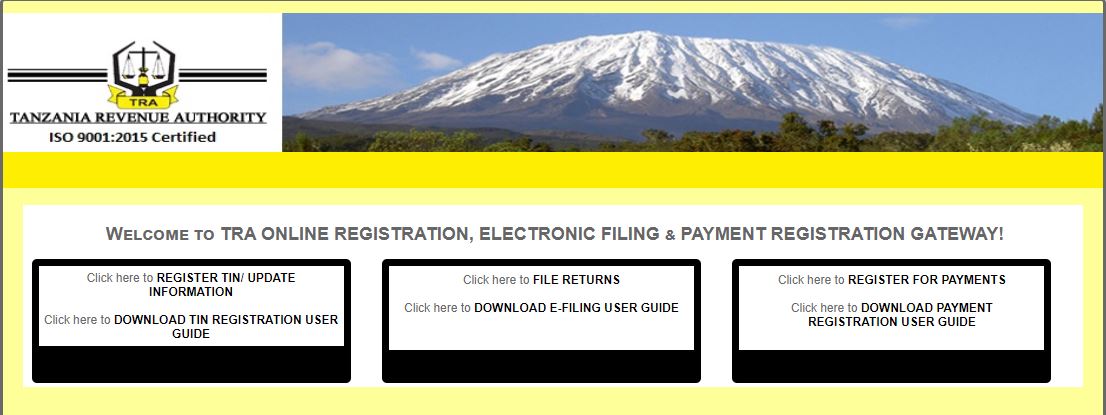 TRA
TANZANIA REVENUE AUTHORITY
ISO 9001:2015 Certified
WELCOME TO TRA ONLINE REGISTRATION, ELECTRONIC FILING & PAYMENT REGISTRATION GATEWAY!
Click here to REGISTER TIN/ UPDATE
INFORMATION
Click here to DOWNLOAD TIN REGISTRATION USER
GUIDE
Click here to FILE RETURNS
Click here to DOWNLOAD E-FILING USER GUIDE
Click here to REGISTER FOR PAYMENTS
Click here to DOWNLOAD PAYMENT
REGISTRATION USER GUIDE